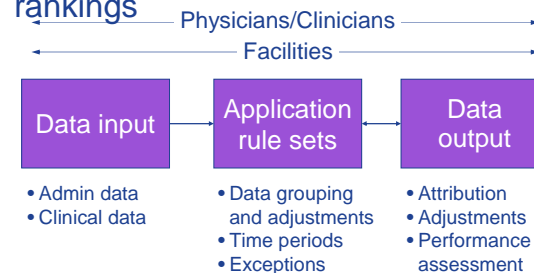 rankings
Physicians/Clinicians
Facilities
Data input
Application
rule sets
Data
output
• Admin data
• Clinical data
• Data grouping
and adjustments
• Time periods
• Exceptions
• Attribution
• Adjustments
• Performance
assessment